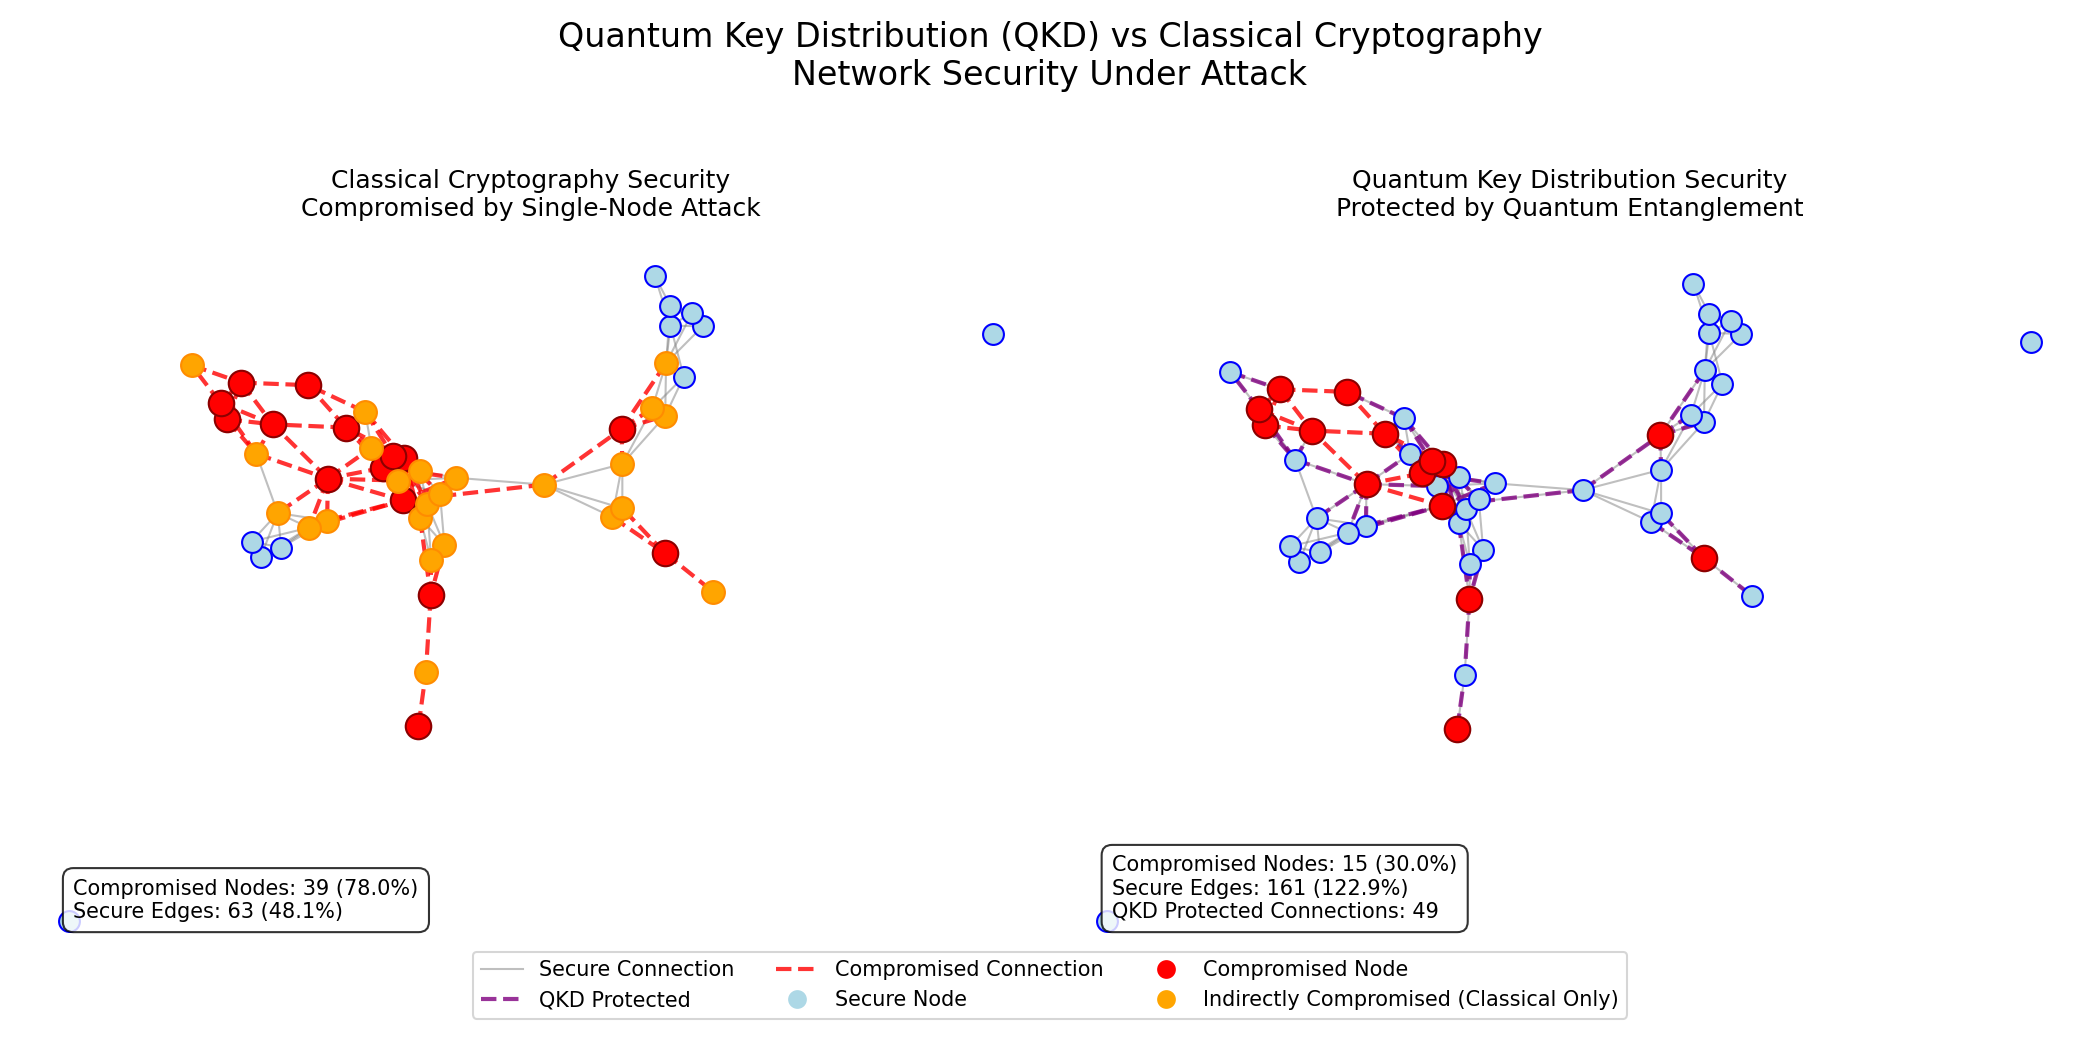 Quantum Key Distribution (QKD) vs Classical Cryptography
Network Security Under Attack
Classical Cryptography Security
Compromised by Single-Node Attack
Quantum Key Distribution Security
Protected by Quantum Entanglement
Compromised Nodes: 39 (78.0%)
Secure Edges: 63 (48.1%)
Compromised Nodes: 15 (30.0%)
Secure Edges: 161 (122.9%)
QKD Protected Connections: 49
Secure Connection
QKD Protected
Compromised Connection
Secure Node
Compromised Node
Indirectly Compromised (Classical Only)